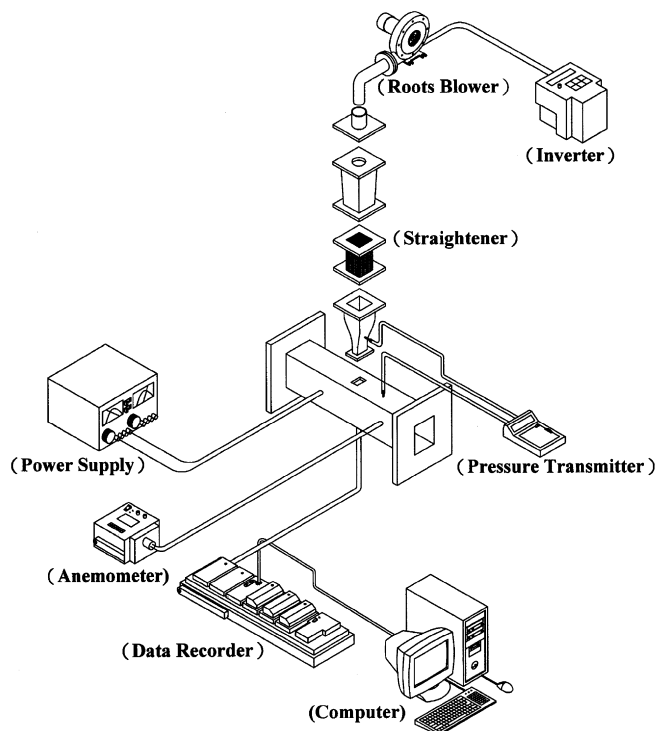 (Roots Blower)
(Inverter)
(Straightener)
(Power Supply)
(Pressure Transmitter)
(Anemometer)
(Data Recorder)
(Computer)